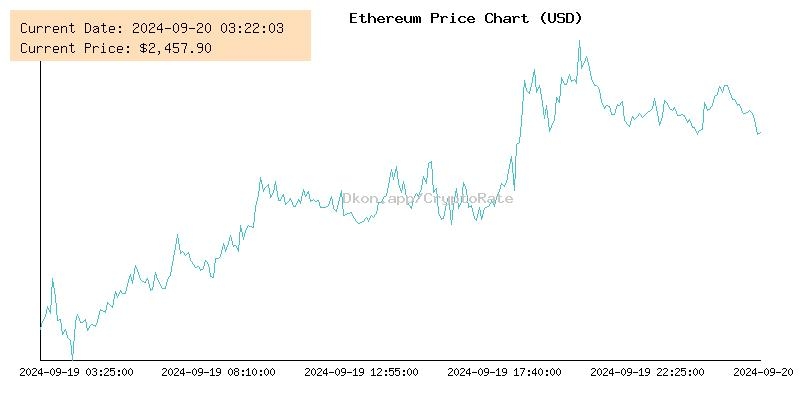 Ethereum Price Chart (USD)
Current Date: 2024-09-20 03:22:03
Current Price: $2,457.90
Dkon.app/CryptoRate
2024-09-19 03:25:00 2024-09-19 08:10:00 2024-09-19 12:55:00 2024-09-19 17:40:00 2024-09-19 22:25:00 2024-09-20